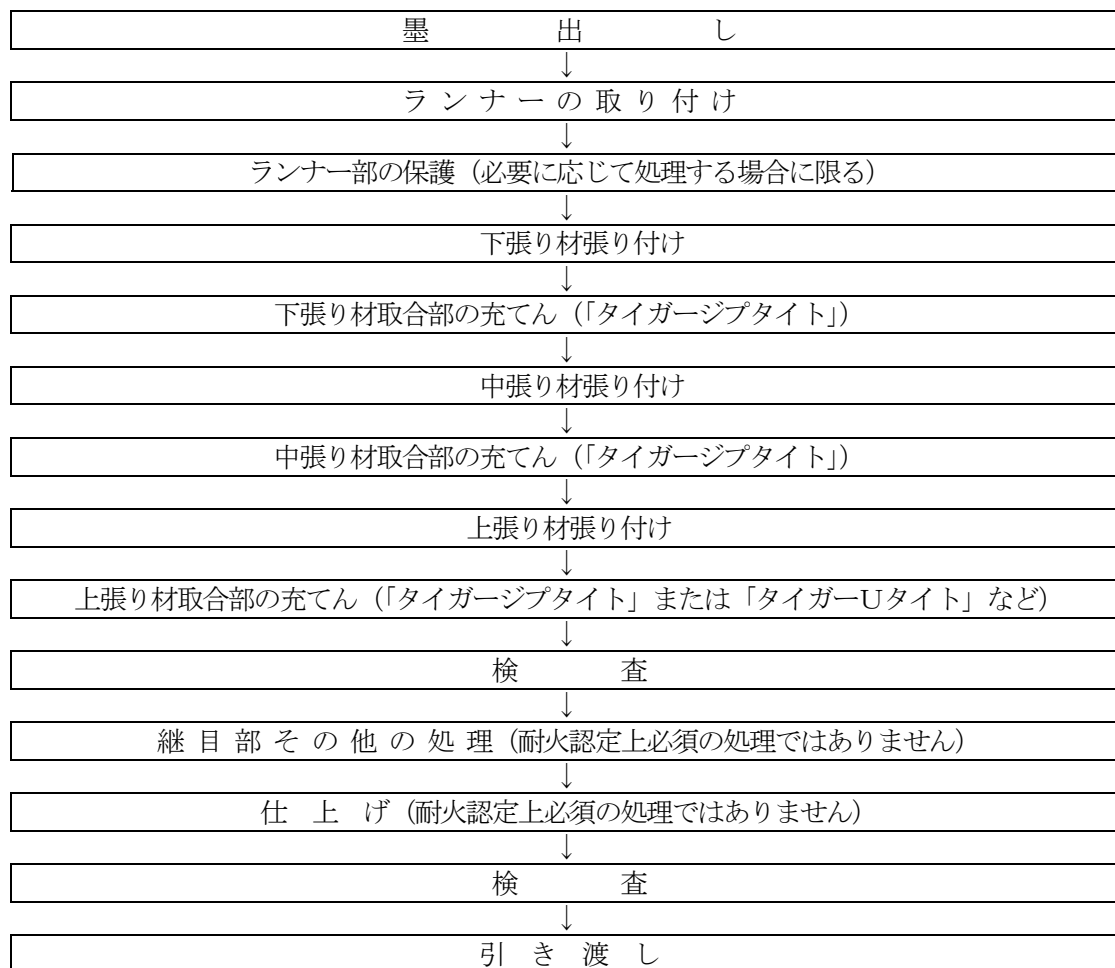 墨出し
↓
ランナーの取り付け
↓
ランナー部の保護（必要に応じて処理する場合に限る）
↓
下張り材張り付け
↓
下張り材取合部の充てん（「タイガージプタイト」）
↓
中張り材張り付け
↓
中張り材取合部の充てん（「タイガージプタイト」）
↓
上張り材張り付け
↓
上張り材取合部の充てん（「タイガージプタイト」または「タイガーＵタイト」など）
↓
検査
↓
継目部その他の処理（耐火認定上必須の処理ではありません）
↓
仕上げ（耐火認定上必須の処理ではありません）
↓
検査
↓
引き渡し